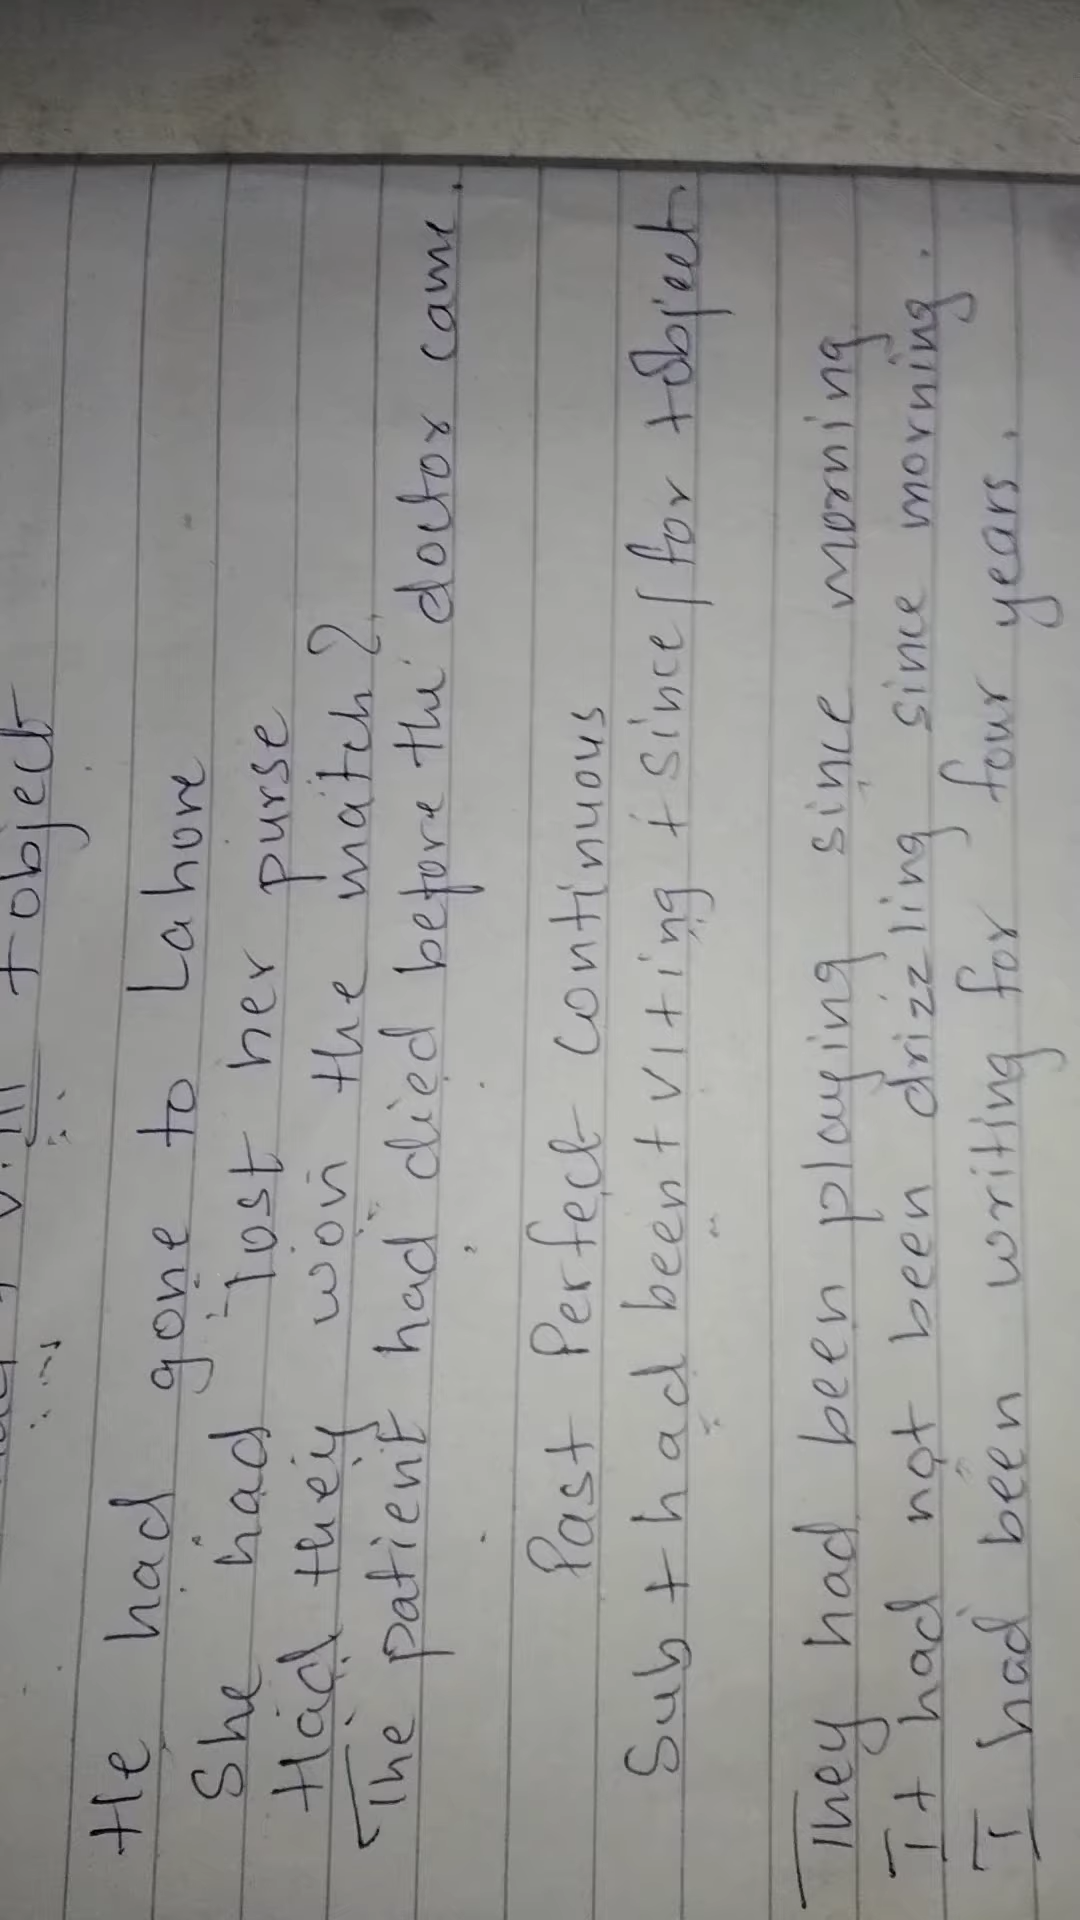 V.III + object
He had gone to Lahore
She had lost her purse
Had they won the match?
The patient had died before the doctor came.
Past Perfect Continuous
Sub + had been + V1 + ing + since / for + object.
They had been playing since morning
It had not been drizzling since morning.
I had been writing for four years.